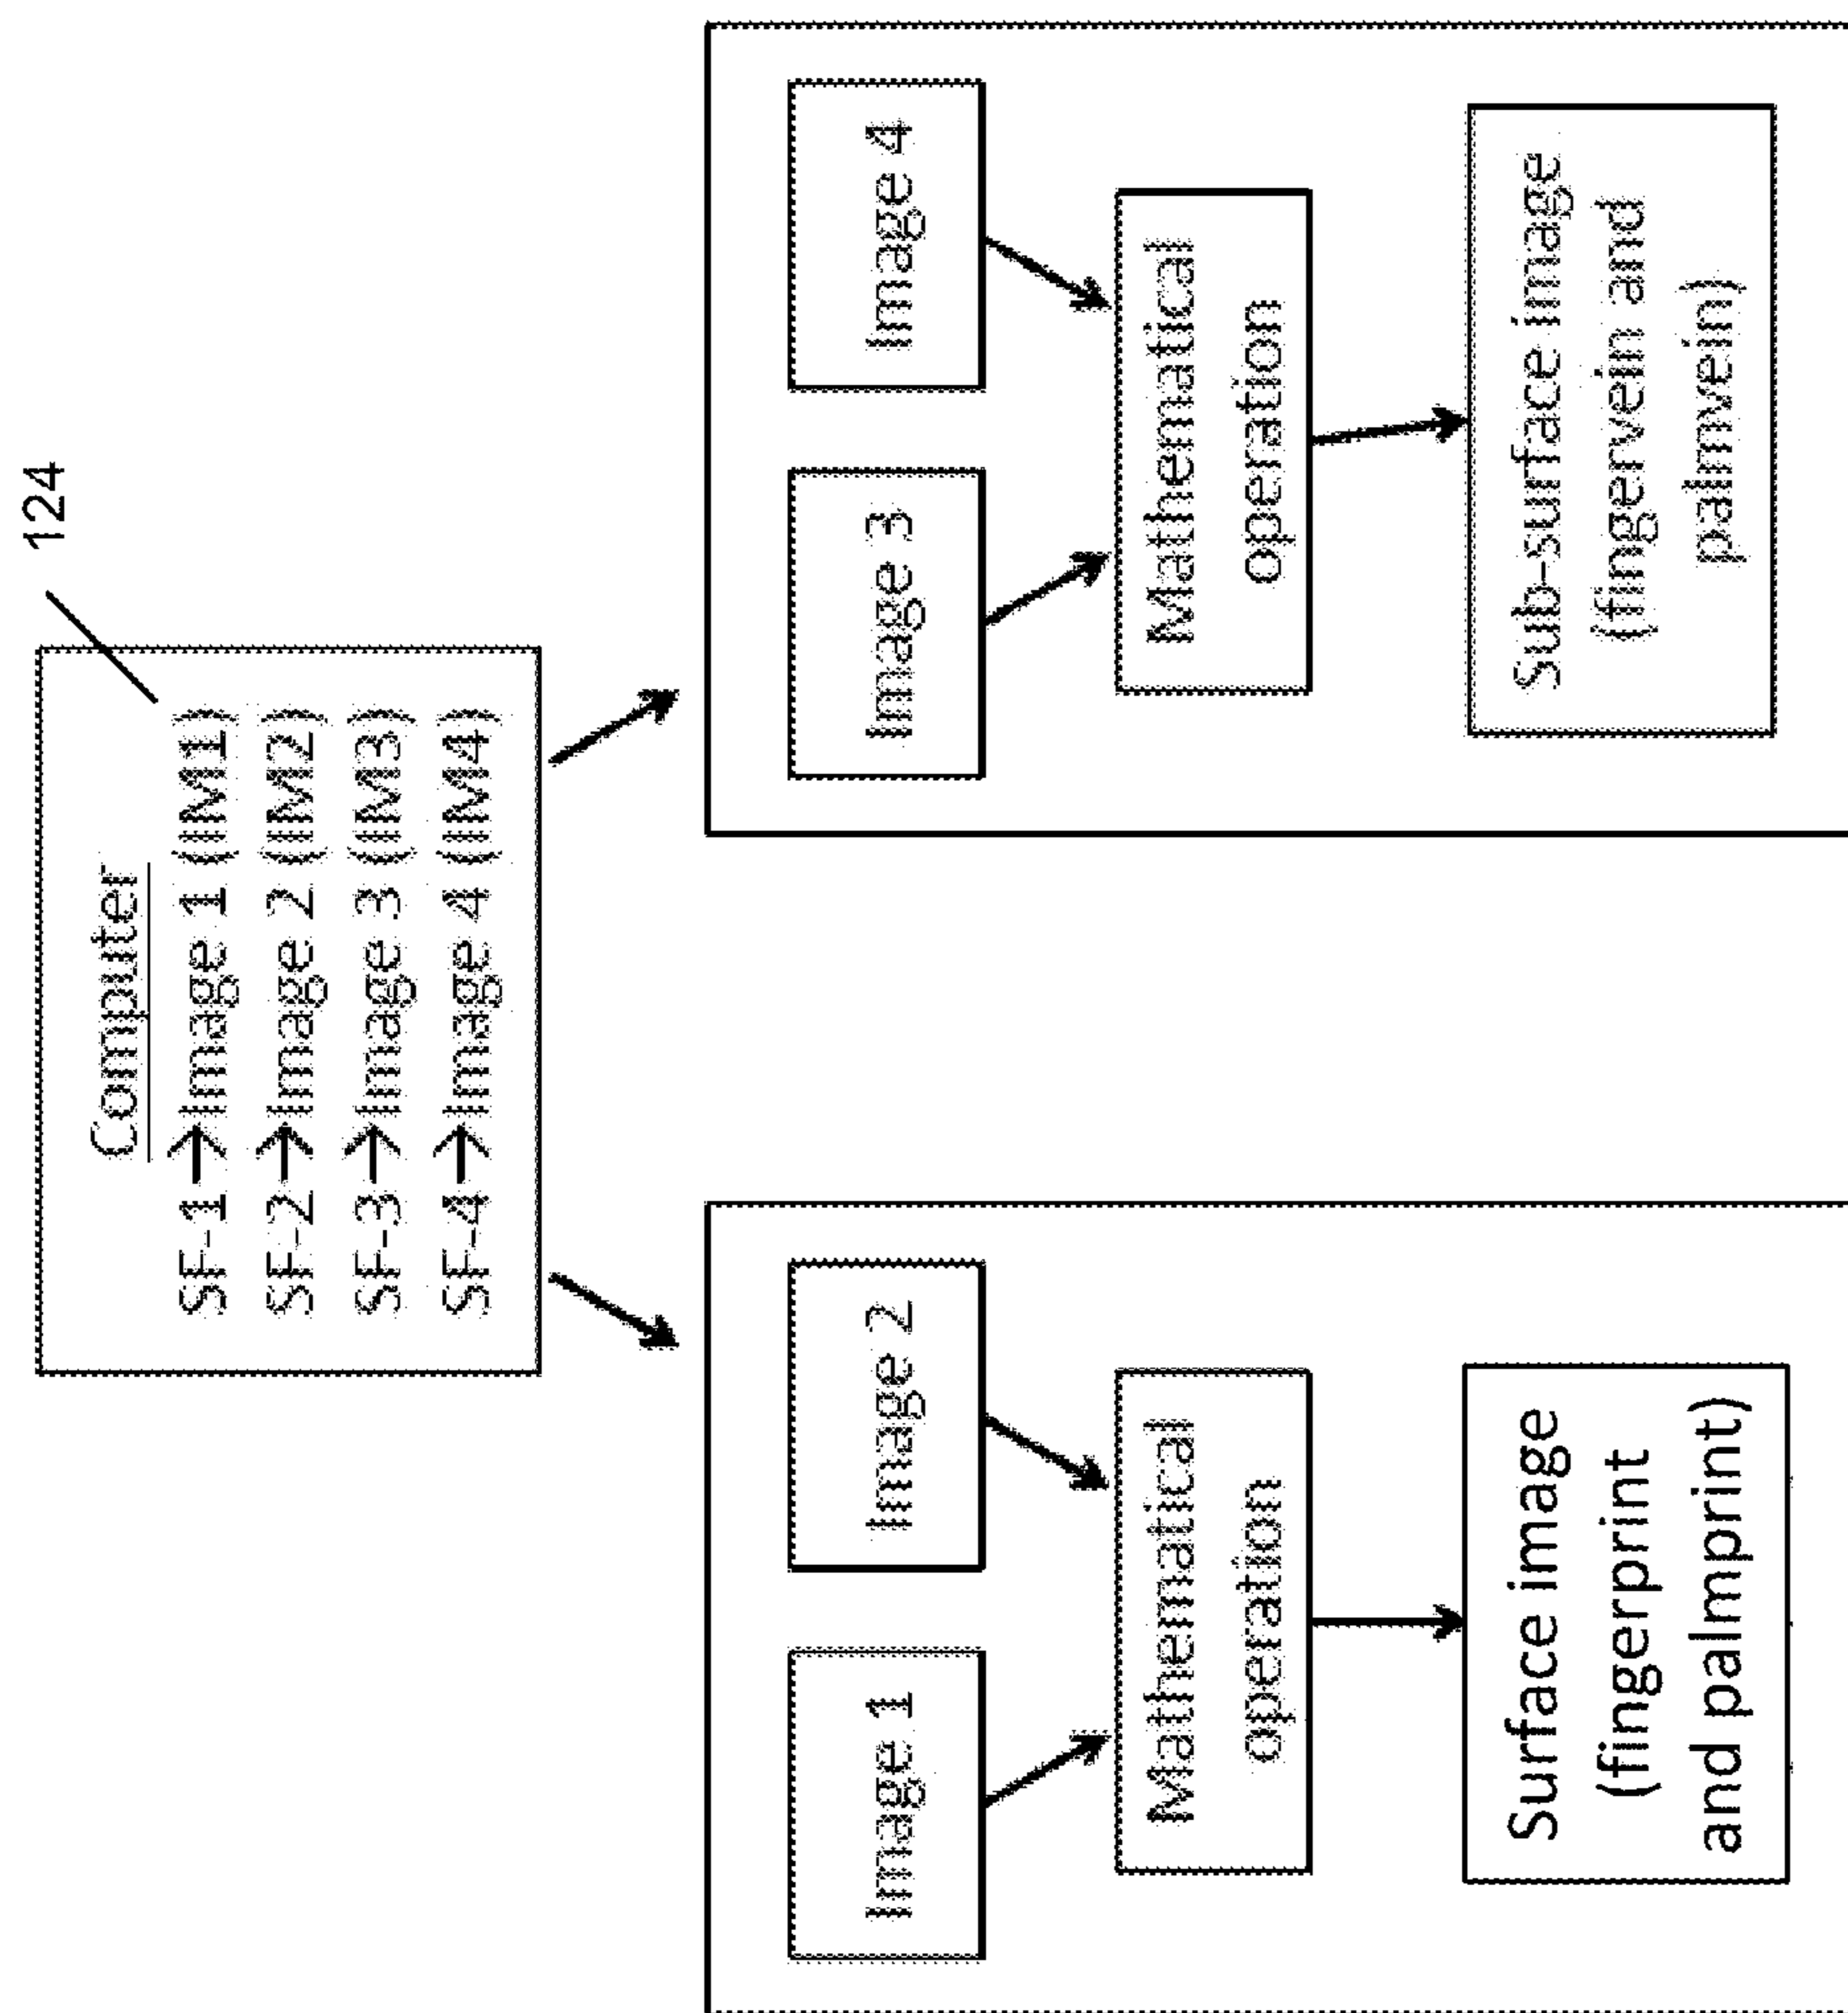 124
Computer
SF-1→Image 1 (IM1)
SF-2→Image 2 (IM2)
SF-3→Image 3 (IM3)
SF-4→Image 4 (IM4)
Image 1
Image 2
Mathematical
operation
Surface image
(fingerprint
and palmprint)
Image 3
Image 4
Mathematical
operation
Sub-surface image
(fingervein and
palmvein)